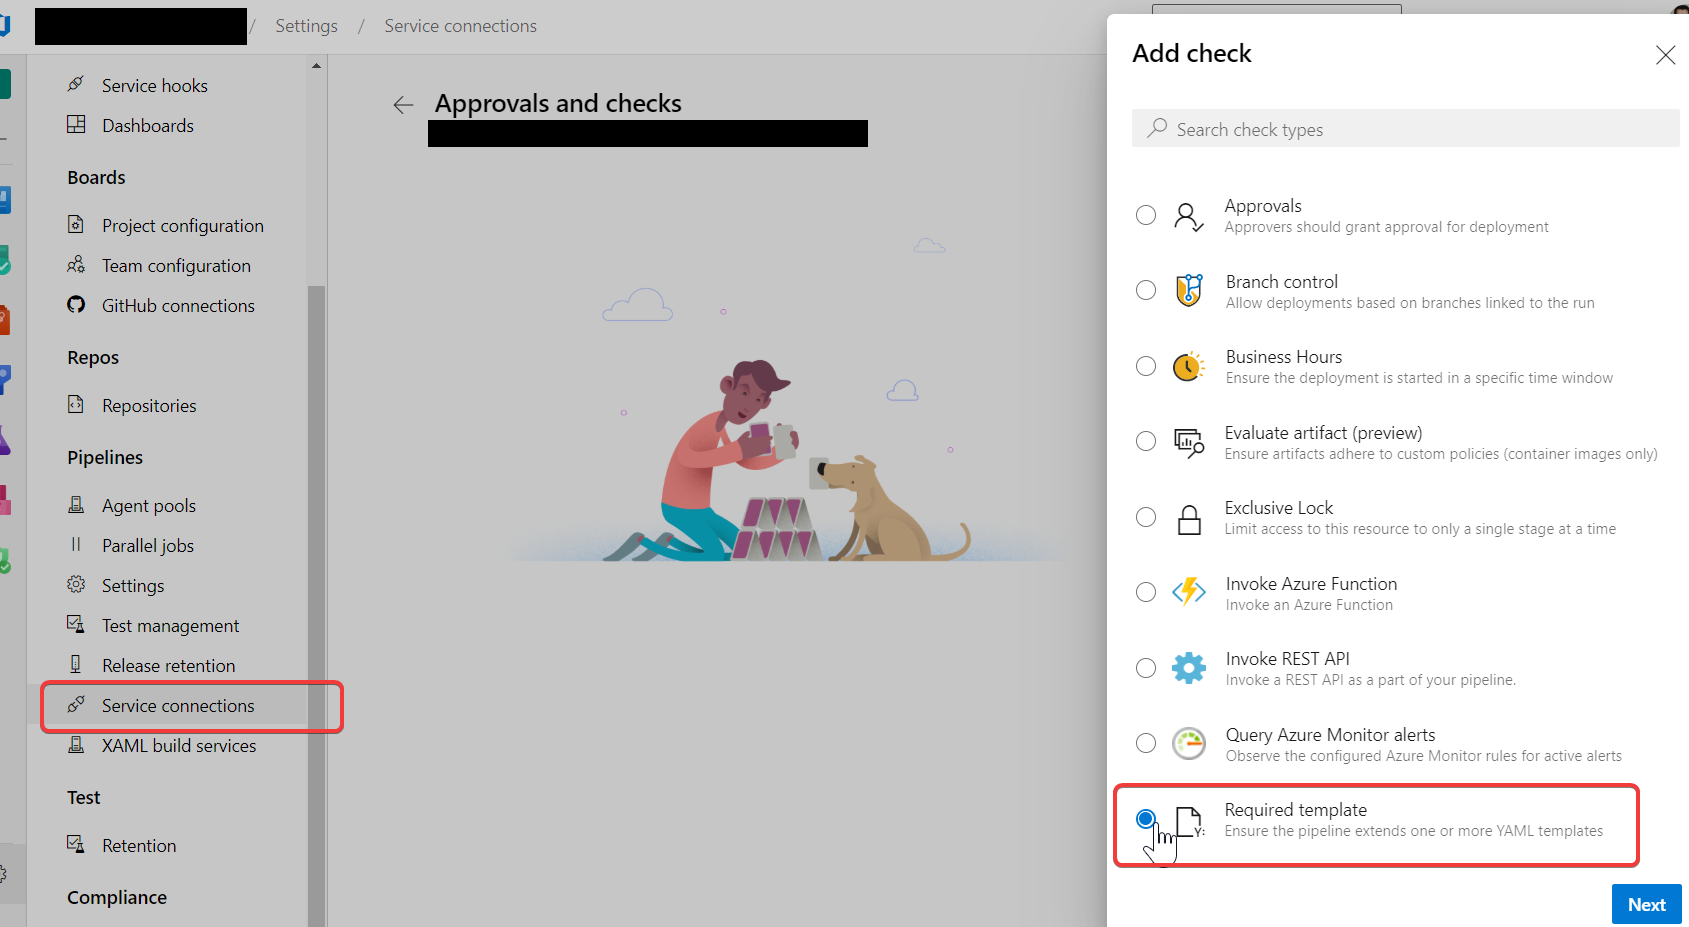 / Settings / Service connections
Service hooks
Dashboards
Boards
Project configuration
Team configuration
GitHub connections
Repos
Repositories
Pipelines
Agent pools
Parallel jobs
Settings
Test management
Release retention
Service connections
XAML build services
Test
Retention
Compliance
Approvals and checks
Add check
Search check types
Approvals
Approvers should grant approval for deployment
Branch control
Allow deployments based on branches linked to the run
Business Hours
Ensure the deployment is started in a specific time window
Evaluate artifact (preview)
Ensure artifacts adhere to custom policies (container images only)
Exclusive Lock
Limit access to this resource to only a single stage at a time
Invoke Azure Function
Invoke an Azure Function
Invoke REST API
Invoke a REST API as a part of your pipeline.
Query Azure Monitor alerts
Observe the configured Azure Monitor rules for active alerts
Y:
Required template
Ensure the pipeline extends one or more YAML templates
Next